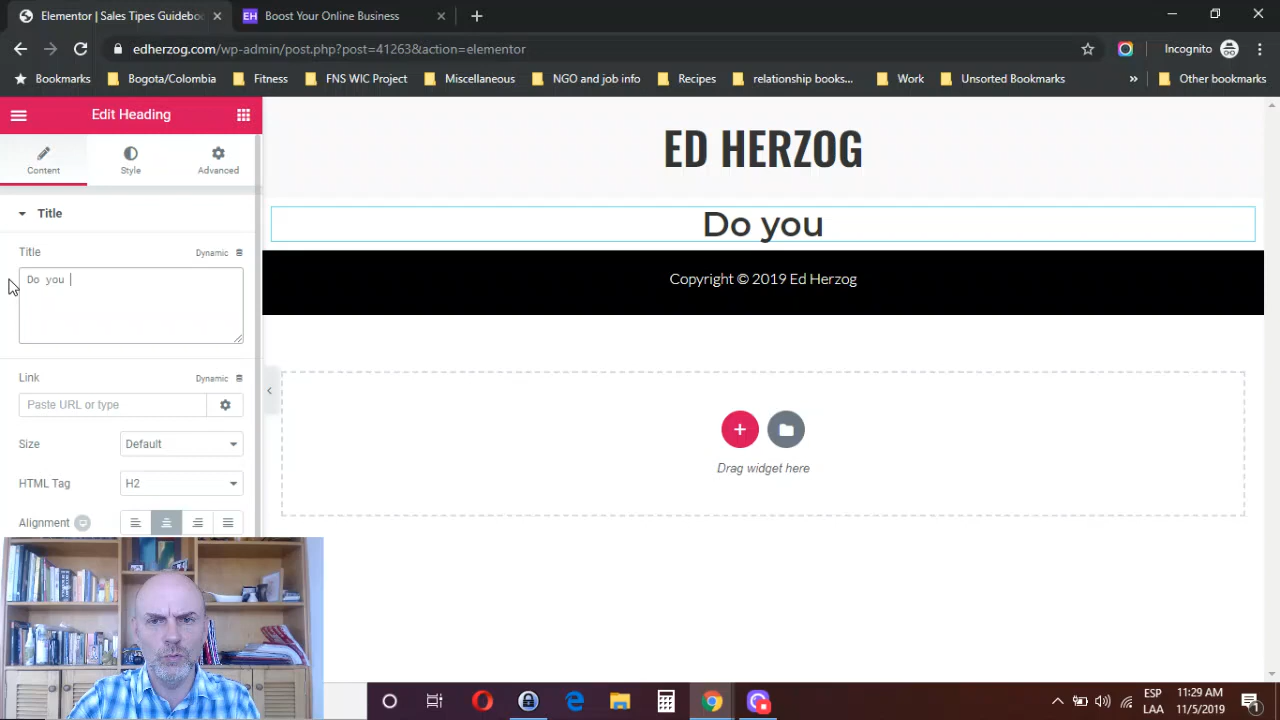 Elementor | Sales Tipes Guidebo
EH Boost Your Online Business
edherzog.com/wp-admin/post.php?post=41263&action=elementor
Incognito
Bookmarks Bogota/Colombia Fitness FNS WIC Project Miscellaneous NGO and job info Recipes relationship books... Work Unsorted Bookmarks » Other bookmarks
Edit Heading
Content Style Advanced
Title
Title Dynamic
Do you
Link Dynamic
Paste URL or type
Size Default
HTML Tag H2
Alignment
ED HERZOG
Do you
Copyright © 2019 Ed Herzog
Drag widget here
ESP 11:29 AM
LAA 11/5/2019
1